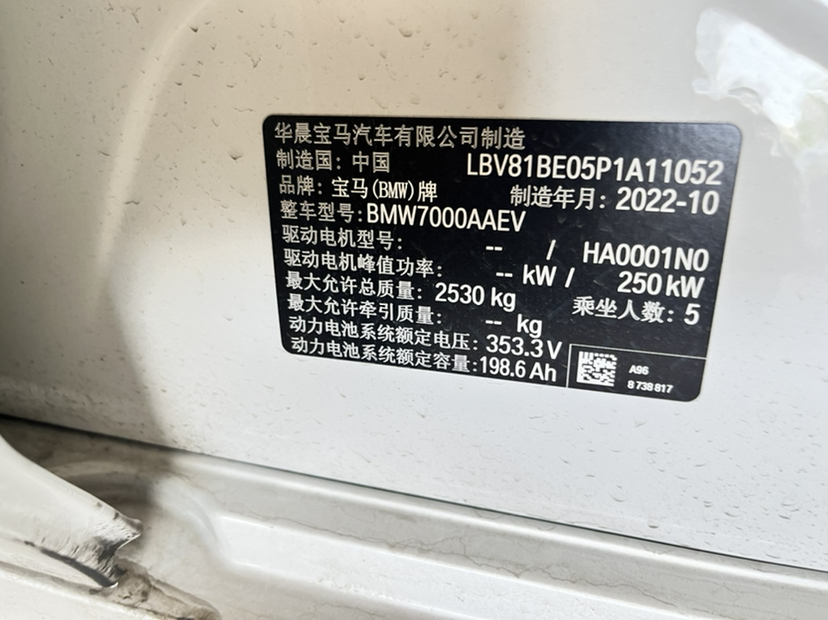 华晨宝马汽车有限公司制造
制造国: 中国 LBV81BE05P1A11052
品牌: 宝马(BMW)牌 制造年月: 2022-10
整车型号: BMW7000AAEV
驱动电机型号: -- / HA0001N0
驱动电机峰值功率: -- kW / 250 kW
最大允许总质量: 2530 kg 乘坐人数: 5
最大允许牵引质量: -- kg
动力电池系统额定电压: 353.3 V
动力电池系统额定容量: 198.6 Ah
A96
8 738 817